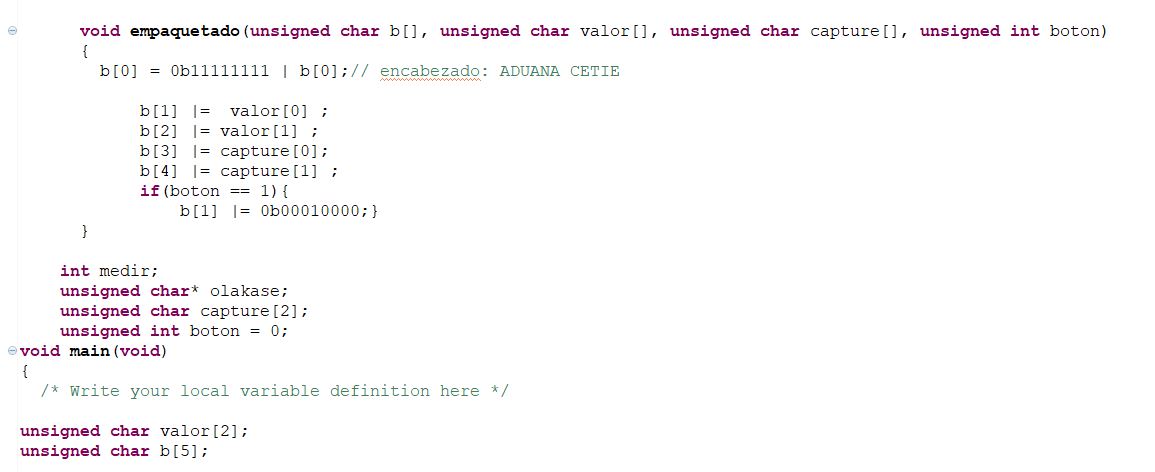 void empaquetado(unsigned char b[], unsigned char valor[], unsigned char capture[], unsigned int boton)
{
b[0] = 0b11111111 | b[0];// encabezado: ADUANA CETIE
b[1] |=  valor[0] ;
b[2] |= valor[1] ;
b[3] |= capture[0];
b[4] |= capture[1] ;
if(boton == 1){
b[1] |= 0b00010000;}
}
int medir;
unsigned char* olakase;
unsigned char capture[2];
unsigned int boton = 0;
void main(void)
{
/* Write your local variable definition here */
unsigned char valor[2];
unsigned char b[5];